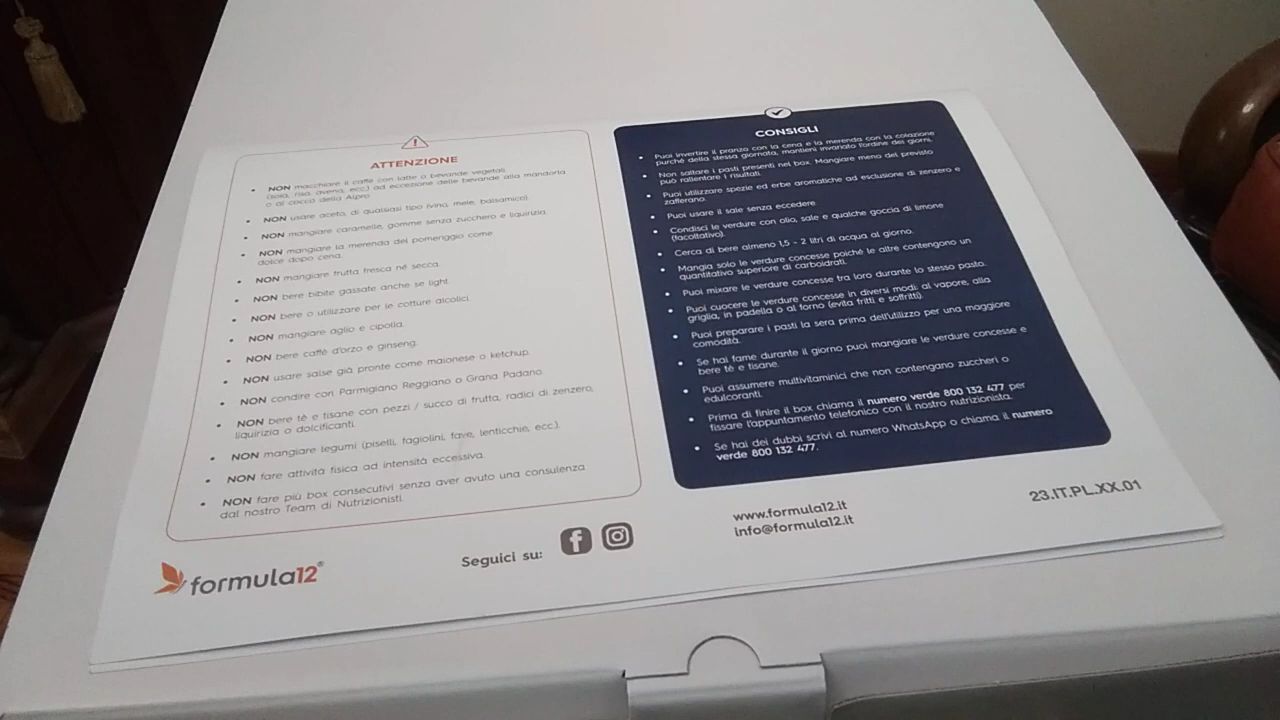 ATTENZIONE
• NON macchiare il caffè con latte o bevande vegetali
(soia, riso, avena, ecc.) ad eccezione delle bevande alla mandorla
o al cocco della Alpro.
• NON usare aceto, di qualsiasi tipo (vino, mele, balsamico).
• NON mangiare caramelle, gomme senza zucchero e liquirizia.
• NON mangiare la merenda del pomeriggio come
dolce dopo cena.
• NON mangiare frutta fresca né secca.
• NON bere bibite gassate anche se light.
• NON bere o utilizzare per le cotture alcolici.
• NON mangiare aglio e cipolla.
• NON bere caffè d'orzo e ginseng.
• NON usare salse già pronte come maionese o ketchup.
• NON condire con Parmigiano Reggiano o Grana Padano.
• NON bere tè e tisane con pezzi / succo di frutta, radici di zenzero,
liquirizia o dolcificanti.
• NON mangiare legumi (piselli, fagiolini, fave, lenticchie, ecc.).
• NON fare attività fisica ad intensità eccessiva.
• NON fare più box consecutivi senza aver avuto una consulenza
dal nostro Team di Nutrizionisti.
CONSIGLI
• Puoi invertire il pranzo con la cena e la merenda con la colazione
purché della stessa giornata, mantieni invariato l'ordine dei giorni.
• Non saltare i pasti presenti nel box. Mangiare meno del previsto
può rallentare i risultati.
• Puoi utilizzare spezie ed erbe aromatiche ad esclusione di zenzero e
zafferano.
• Puoi usare il sale senza eccedere
• Condisci le verdure con olio, sale e qualche goccia di limone
(facoltativo).
• Cerca di bere almeno 1,5 - 2 litri di acqua al giorno.
• Mangia solo le verdure concesse poiché le altre contengono un
quantitativo superiore di carboidrati.
• Puoi mixare le verdure concesse tra loro durante lo stesso pasto.
• Puoi cuocere le verdure concesse in diversi modi: al vapore, alla
griglia, in padella o al forno (evita fritti e soffritti).
• Puoi preparare i pasti la sera prima dell'utilizzo per una maggiore
comodità.
• Se hai fame durante il giorno puoi mangiare le verdure concesse e
bere tè e tisane.
• Puoi assumere multivitaminici che non contengano zuccheri o
edulcoranti.
• Prima di finire il box chiama il numero verde 800 132 477 per
fissare l'appuntamento telefonico con il nostro nutrizionista.
• Se hai dei dubbi scrivi al numero WhatsApp o chiama il numero
verde 800 132 477.
formula12®
Seguici su:
www.formula12.it
info@formula12.it
23.IT.PL.XX.01